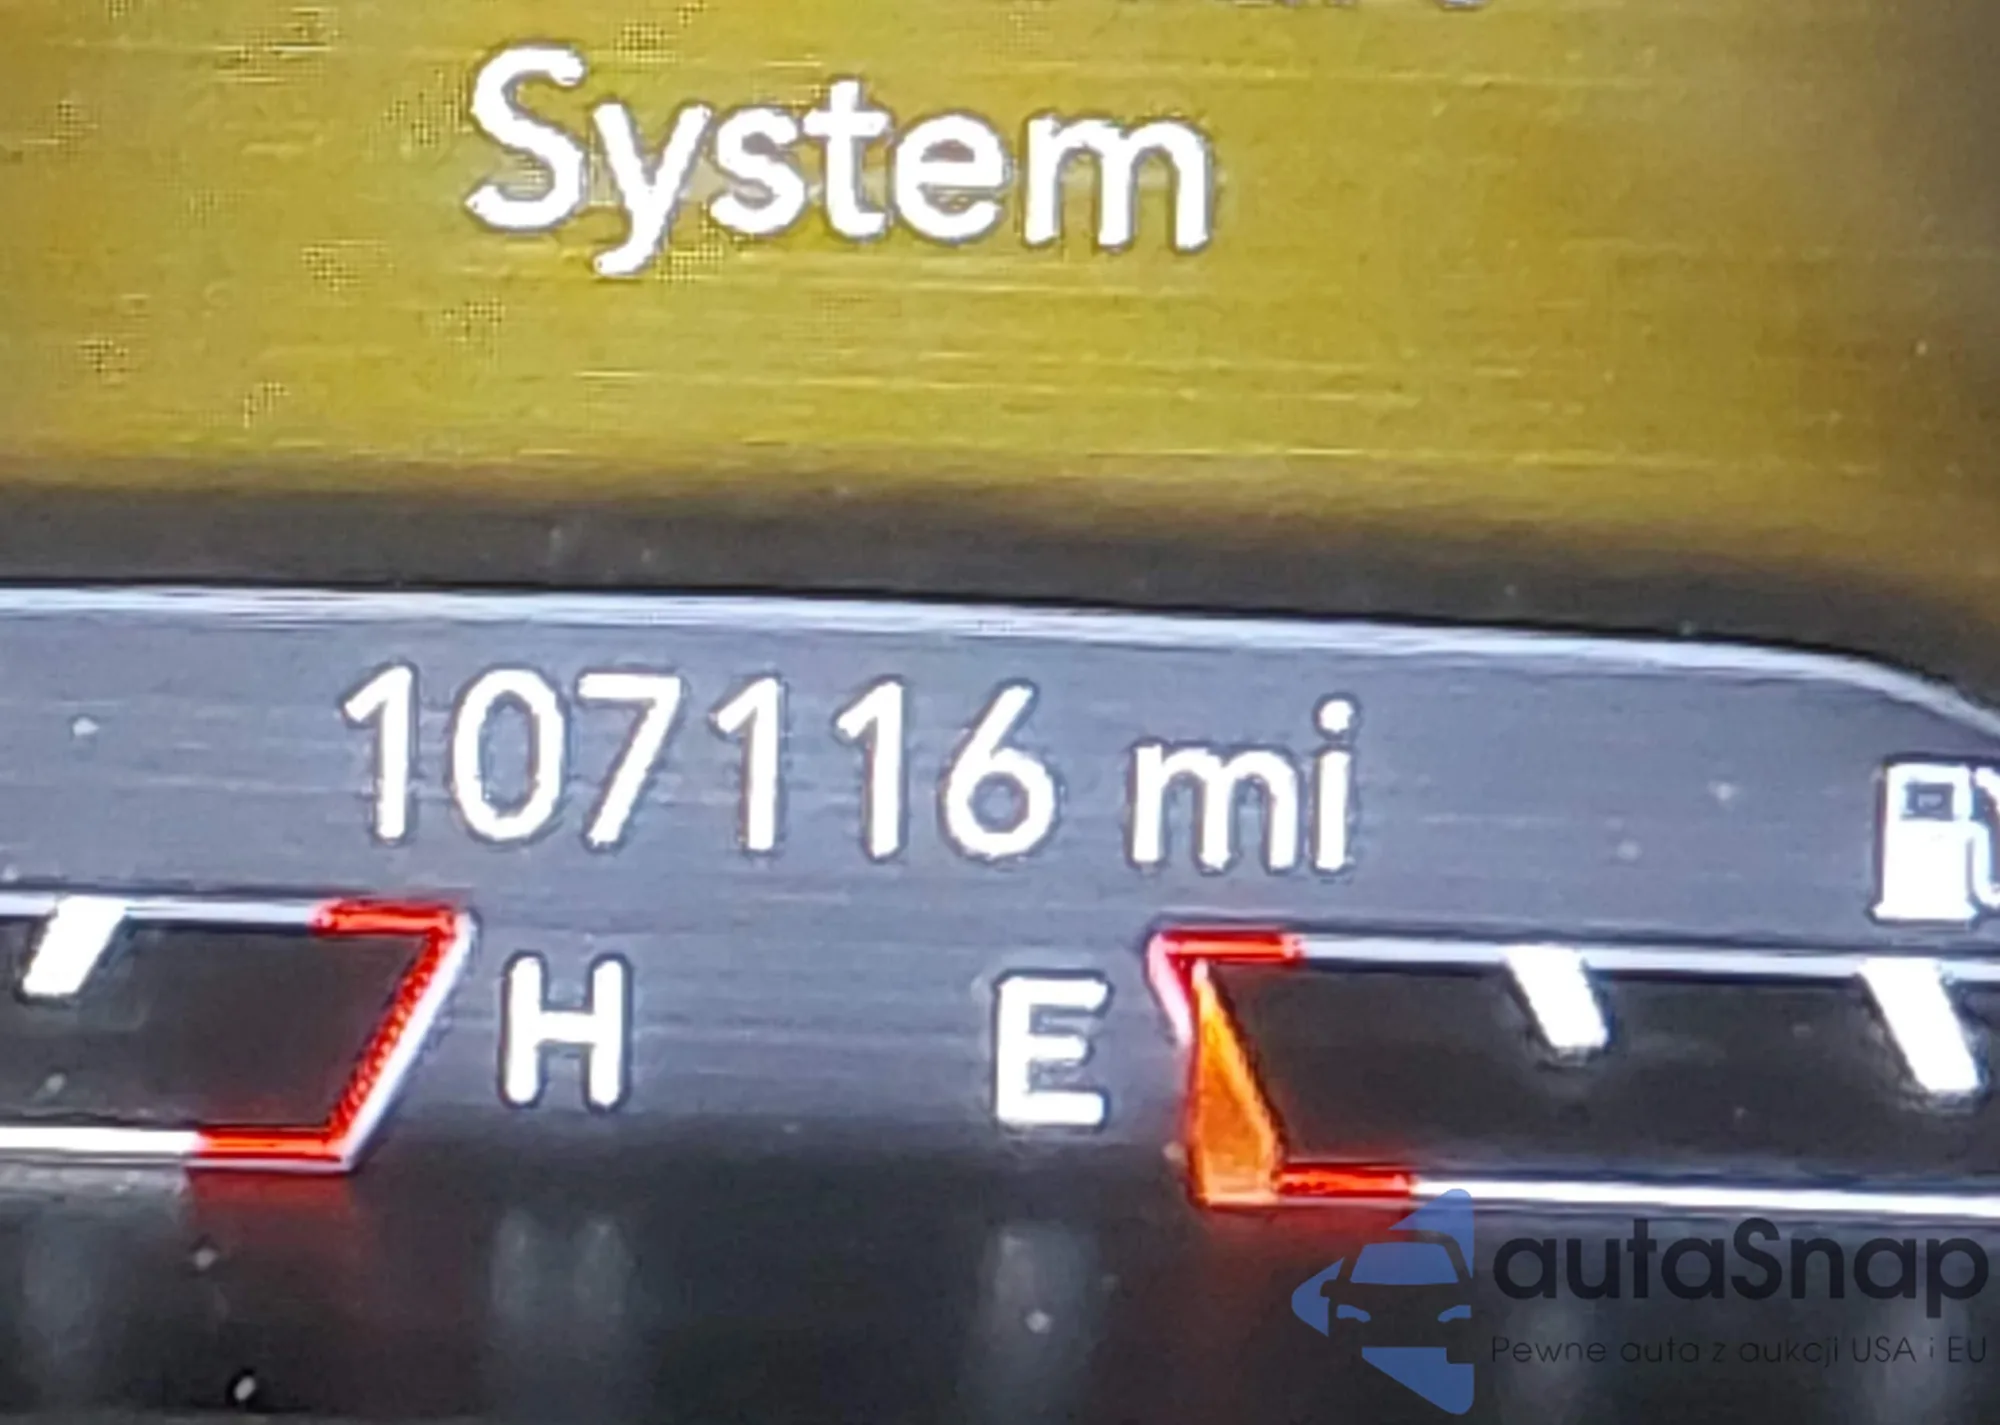 System
107116 mi
H E
autaSnap
Pewne auta z aukcji USA i EU